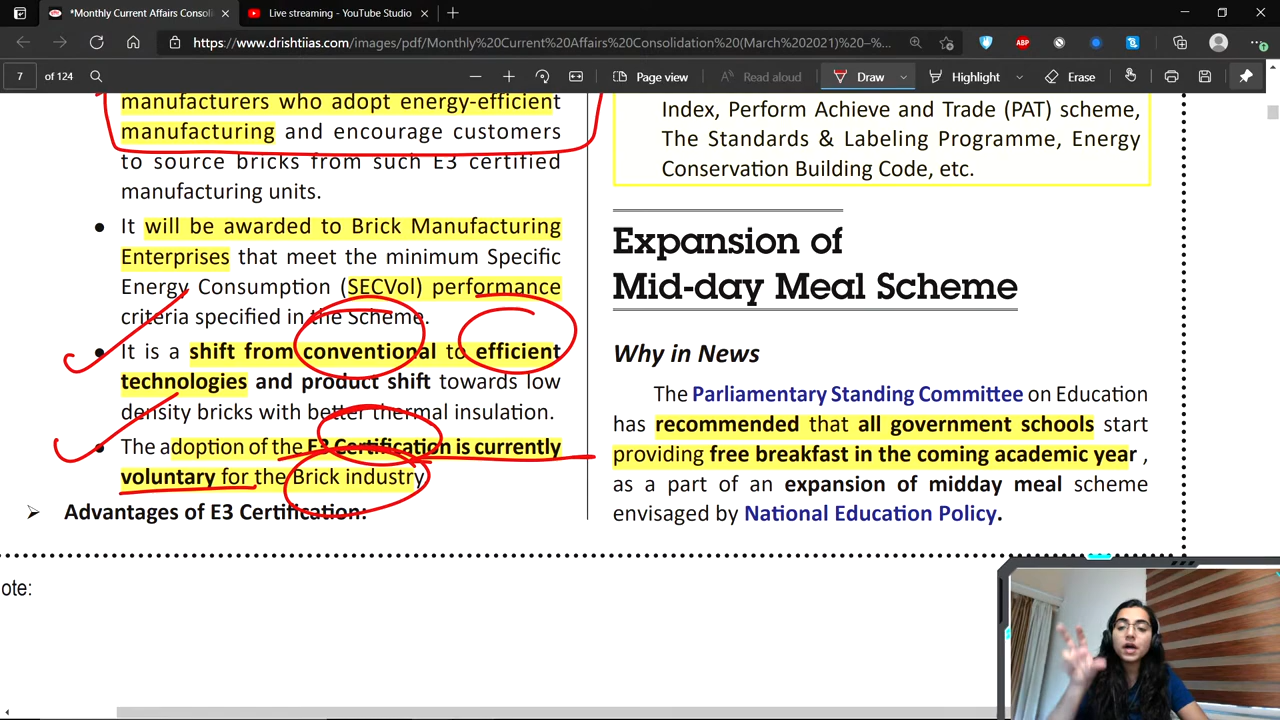 *Monthly Current Affairs Consoli
Live streaming - YouTube Studio
https://www.drishtiias.com/images/pdf/Monthly%20Current%20Affairs%20Consolidation%20(March%202021)%20–%...
7 of 124
Page view
Read aloud
Draw
Highlight
Erase
ABP
manufacturers who adopt energy-efficient
manufacturing and encourage customers
to source bricks from such E3 certified
manufacturing units.
It will be awarded to Brick Manufacturing
Enterprises that meet the minimum Specific
Energy Consumption (SECVol) performance
criteria specified in the Scheme.
It is a shift from conventional to efficient
technologies and product shift towards low
density bricks with better thermal insulation.
The adoption of the E3 Certification is currently
voluntary for the Brick industry
Advantages of E3 Certification:
ote:
Index, Perform Achieve and Trade (PAT) scheme,
The Standards & Labeling Programme, Energy
Conservation Building Code, etc.
Expansion of
Mid-day Meal Scheme
Why in News
The Parliamentary Standing Committee on Education
has recommended that all government schools start
providing free breakfast in the coming academic year ,
as a part of an expansion of midday meal scheme
envisaged by National Education Policy.